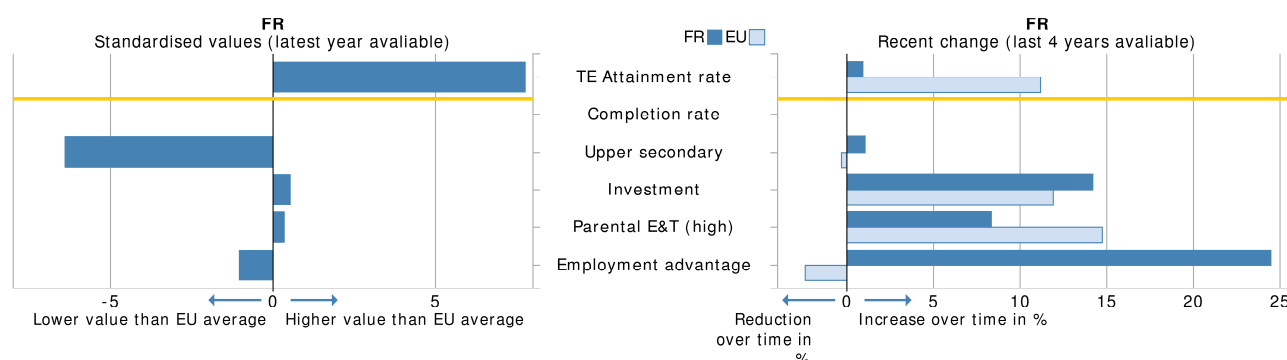 FR
Standardised values (latest year avaliable)
FR EU
FR
Recent change (last 4 years avaliable)
TE Attainment rate
Completion rate
Upper secondary
Investment
Parental E&T (high)
Employment advantage
-5 0 5
Lower value than EU average Higher value than EU average
0 5 10 15 20 25
Reduction over time in %
Increase over time in %